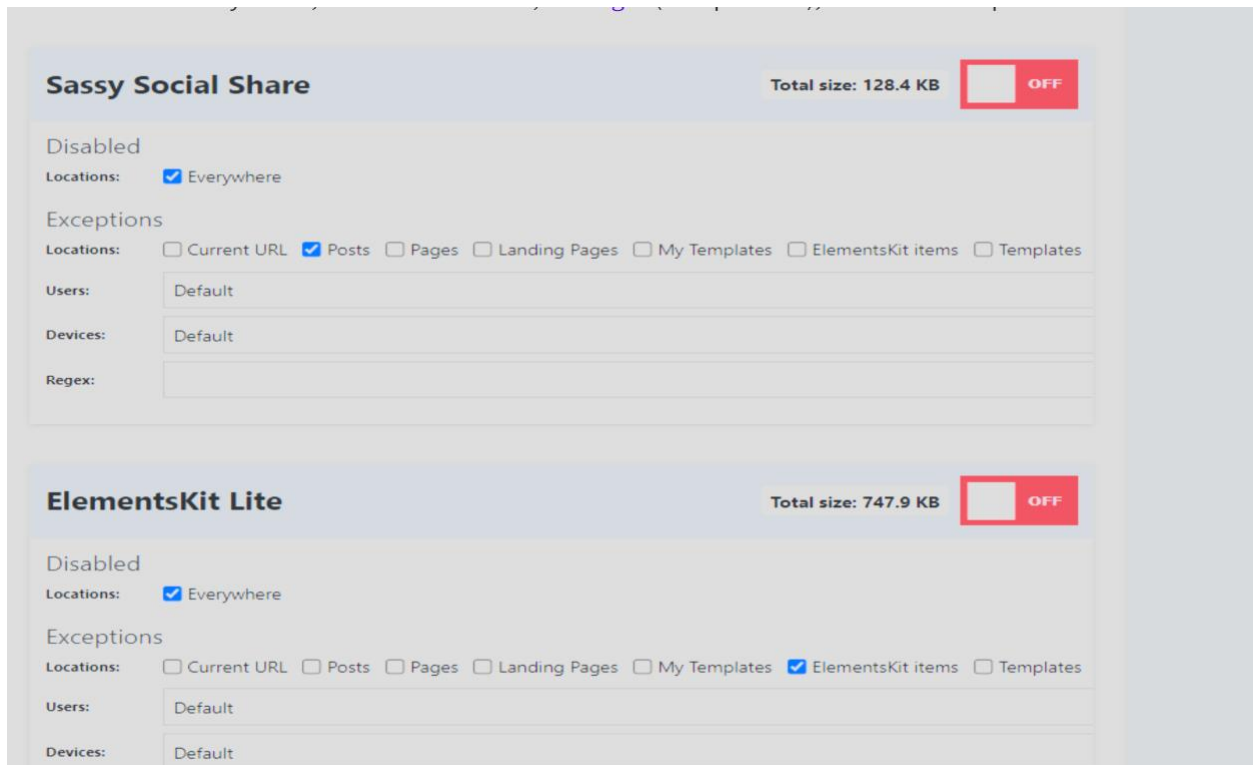 Sassy Social Share Total size: 128.4 KB OFF
Disabled
Locations: Everywhere
Exceptions
Locations: Current URL Posts Pages Landing Pages My Templates ElementsKit items Templates
Users: Default
Devices: Default
Regex:
ElementsKit Lite Total size: 747.9 KB OFF
Disabled
Locations: Everywhere
Exceptions
Locations: Current URL Posts Pages Landing Pages My Templates ElementsKit items Templates
Users: Default
Devices: Default